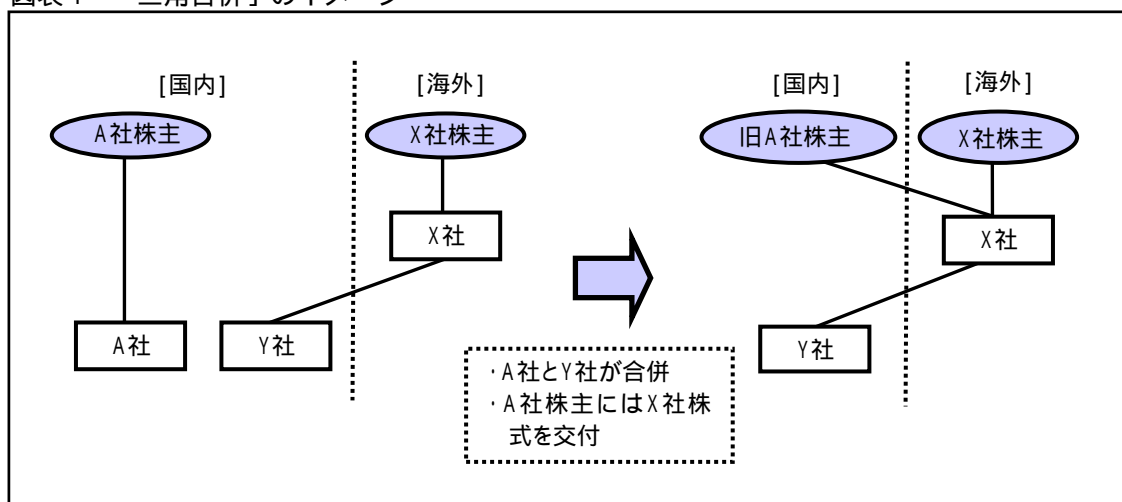 [国内]
[海外]
A社株主
X社株主
X社
A社
Y社
・A社とY社が合併
・A社株主にはX社株
式を交付
[国内]
[海外]
旧A社株主
X社株主
X社
Y社